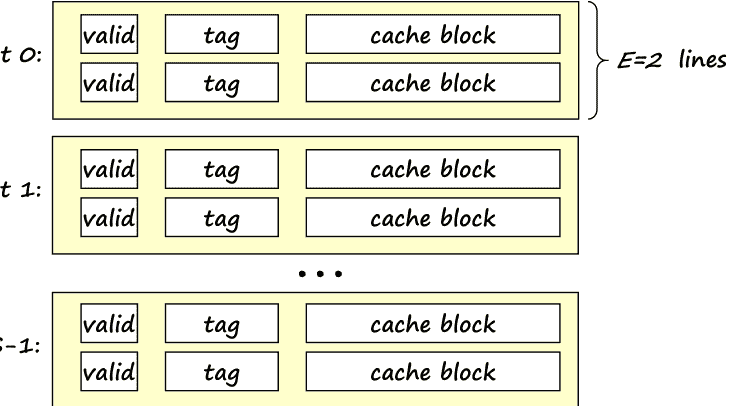 t 0: valid tag cache block
E=2 lines
valid tag cache block
t 1: valid tag cache block
valid tag cache block
...
S-1: valid tag cache block
valid tag cache block